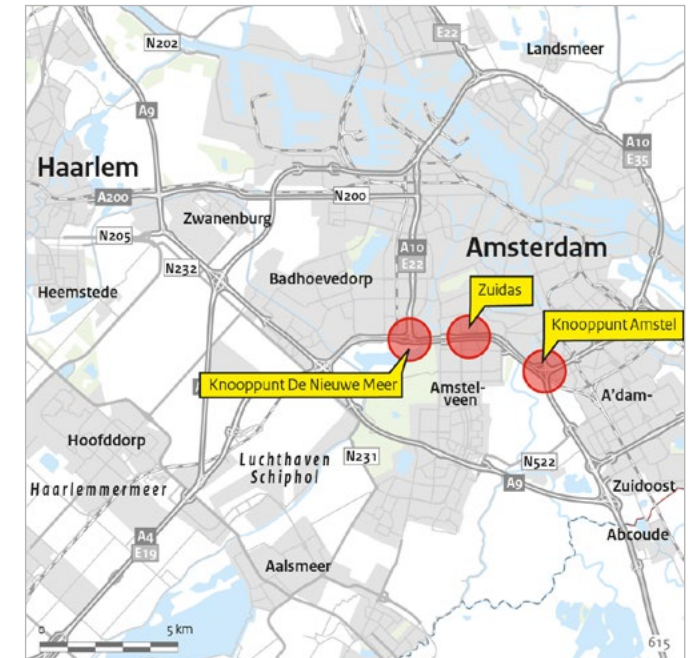 E22
N202
Landsmeer
A9
A10
E35
Haarlem
A200
N200
Zwanenburg
N205
A10
E22
Amsterdam
N232
Badhoevedorp
Zuidas
Heemstede
Knooppunt Amstel
Knooppunt De Nieuwe Meer
Amstel-
veen
A'dam-
Hoofddorp
Luchthaven
Schiphol
N231
N522
Haarlemmermeer
A9
Zuidoost
A4
E19
Abcoude
Aalsmeer
0
5 km
615